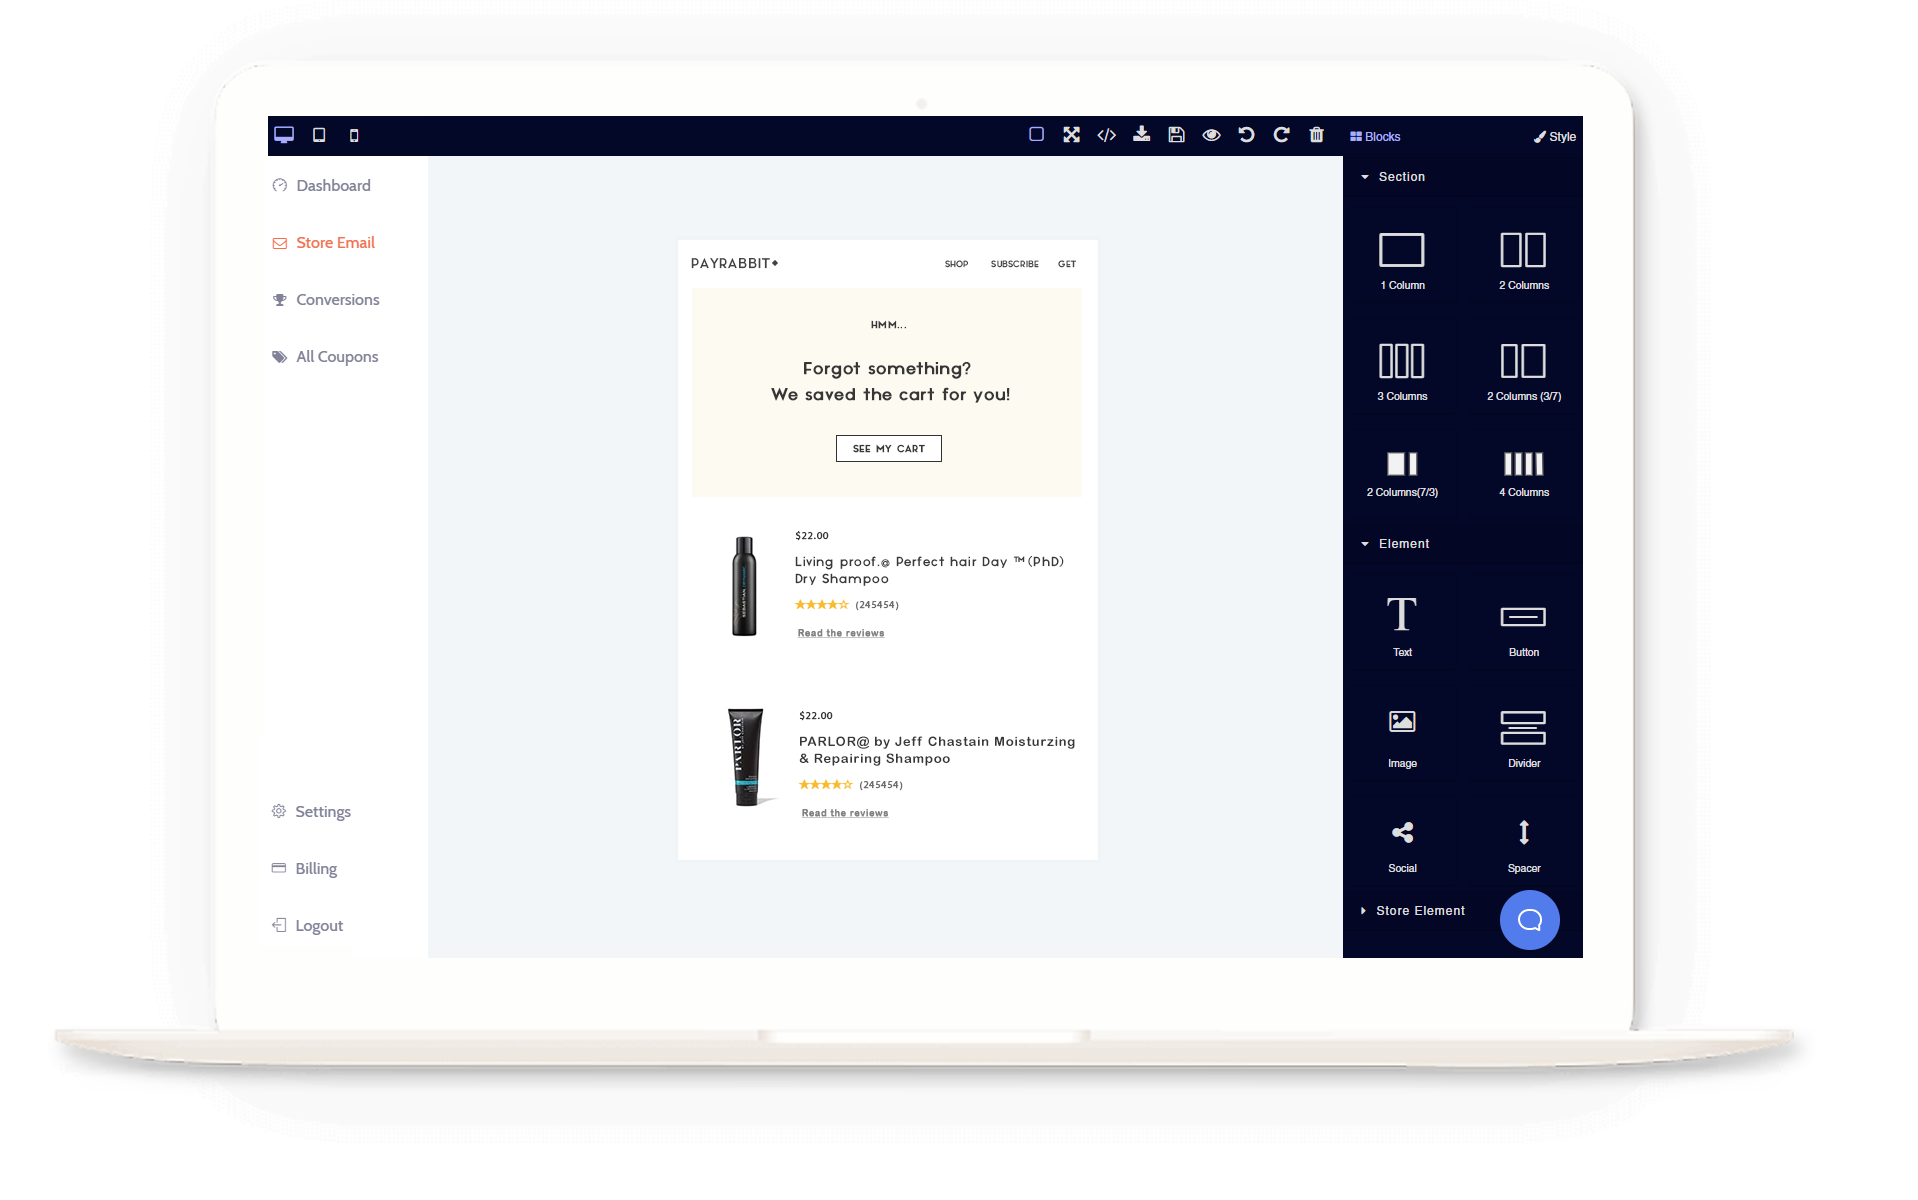 Blocks
Style
Dashboard
Store Email
Conversions
All Coupons
Settings
Billing
Logout
PAYRABBIT
SHOP SUBSCRIBE GET
HMM...
Forgot something?
We saved the cart for you!
SEE MY CART
$22.00
Living proof.@ Perfect hair Day ™(PhD)
Dry Shampoo
(245454)
Read the reviews
SEBASTIAN
$22.00
PARLOR@ by Jeff Chastain Moisturzing
& Repairing Shampoo
(245454)
Read the reviews
PARLOR
Section
1 Column
2 Columns
3 Columns
2 Columns (3/7)
2 Columns(7/3)
4 Columns
Element
Text
Button
Image
Divider
Social
Spacer
Store Element